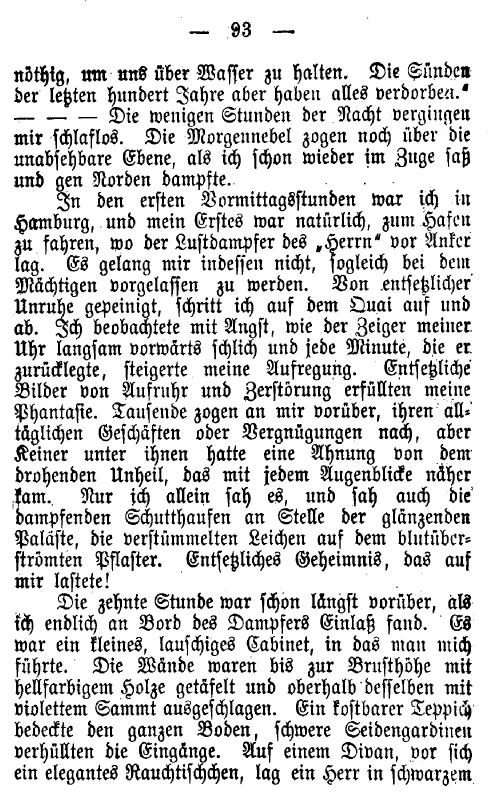 — 93 —
nöthig, um uns über Wasser zu halten. Die Sünden
der letzten hundert Jahre aber haben alles verdorben.“
— — — Die wenigen Stunden der Nacht vergingen
mir schlaflos. Die Morgennebel zogen noch über die
unabsehbare Ebene, als ich schon wieder im Zuge saß
und gen Norden dampfte.
In den ersten Vormittagsstunden war ich in
Hamburg, und mein Erstes war natürlich, zum Hafen
zu fahren, wo der Lustdampfer des „Herrn“ vor Anker
lag. Es gelang mir indessen nicht, sogleich bei dem
Mächtigen vorgelassen zu werden. Von entsetzlicher
Unruhe gepeinigt, schritt ich auf dem Quai auf und
ab. Ich beobachtete mit Angst, wie der Zeiger meiner
Uhr langsam vorwärts schlich und jede Minute, die er
zurücklegte, steigerte meine Aufregung. Entsetzliche
Bilder von Aufruhr und Zerstörung erfüllten meine
Phantasie. Tausende zogen an mir vorüber, ihren all-
täglichen Geschäften oder Vergnügungen nach, aber
Keiner unter ihnen hatte eine Ahnung von dem
drohenden Unheil, das mit jedem Augenblicke näher
kam. Nur ich allein sah es, und sah auch die
dampfenden Schutthaufen an Stelle der glänzenden
Paläste, die verstümmelten Leichen auf dem blutüber-
strömten Pflaster. Entsetzliches Geheimnis, das auf
mir lastete!
Die zehnte Stunde war schon längst vorüber, als
ich endlich an Bord des Dampfers Einlaß fand. Es
war ein kleines, lauschiges Cabinet, in das man mich
führte. Die Wände waren bis zur Brusthöhe mit
hellfarbigem Holze getäfelt und oberhalb desselben mit
violettem Sammt ausgeschlagen. Ein kostbarer Teppich
bedeckte den ganzen Boden, schwere Seidengardinen
verhüllten die Eingänge. Auf einem Divan, vor sich
ein elegantes Rauchtischchen, lag ein Herr in schwarzem